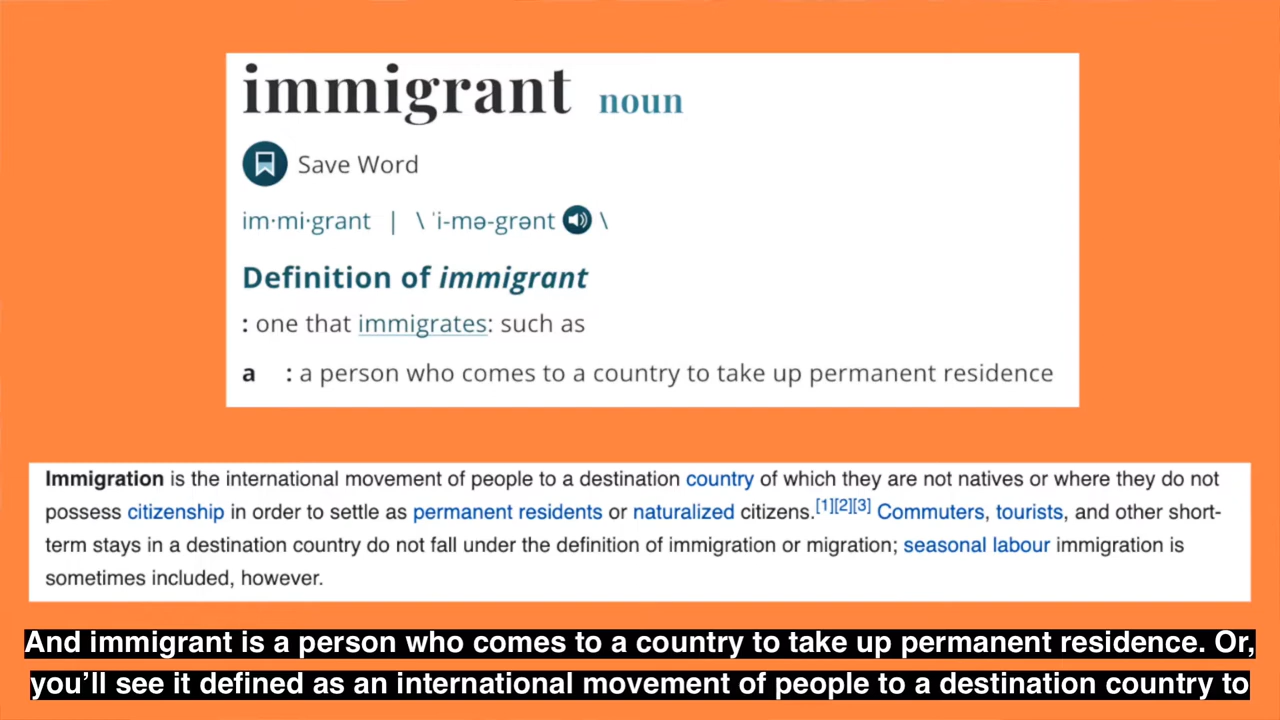 immigrant noun
Save Word
im·mi·grant | \ ˈi-mə-grənt \
Definition of immigrant
: one that immigrates: such as
a : a person who comes to a country to take up permanent residence
Immigration is the international movement of people to a destination country of which they are not natives or where they do not
possess citizenship in order to settle as permanent residents or naturalized citizens.[1][2][3] Commuters, tourists, and other short-
term stays in a destination country do not fall under the definition of immigration or migration; seasonal labour immigration is
sometimes included, however.
And immigrant is a person who comes to a country to take up permanent residence. Or,
you’ll see it defined as an international movement of people to a destination country to